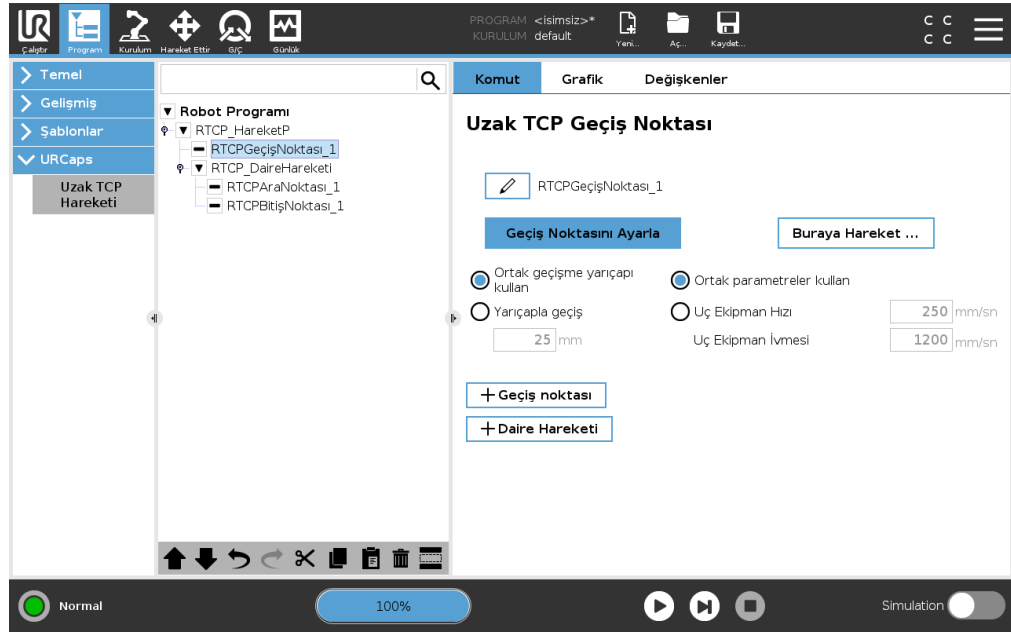 PROGRAM <isimsiz>*
KURULUM default
C C
C C
Çalıştır
Program
Kurulum
Hareket Ettir
G/Ç
Günlük
Yeni...
Aç...
Kaydet...
Temel
Gelişmiş
Şablonlar
URCaps
Uzak TCP
Hareketi
Robot Programı
RTCP_HareketP
RTCPGeçişNoktası_1
RTCP_DaireHareketi
RTCPAraNoktası_1
RTCPBitişNoktası_1
Komut
Grafik
Değişkenler
Uzak TCP Geçiş Noktası
RTCPGeçişNoktası_1
Geçiş Noktasını Ayarla
Buraya Hareket ...
Ortak geçişme yarıçapı
kullan
Ortak parametreler kullan
Yarıçapla geçiş
25 mm
Uç Ekipman Hızı 250 mm/sn
Uç Ekipman İvmesi 1200 mm/sn
+Geçiş noktası
+Daire Hareketi
Normal
100%
Simulation